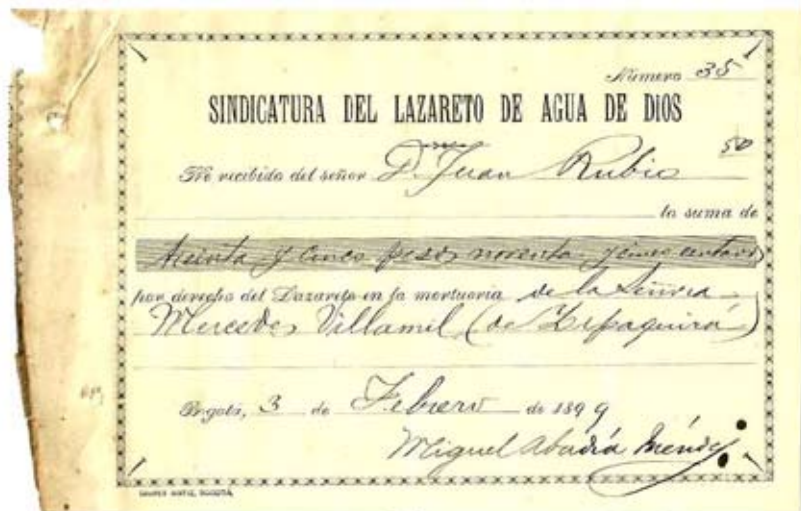 Número 35
SINDICATURA DEL LAZARETO DE AGUA DE DIOS
50
He recibido del señor D. Juan Rubio
la suma de
treinta y cinco pesos noventa y cinco centavos
por derecho del Lazareto en la mortuoria de la Señora
Mercedes Villamil (de Zipaquirá)
Bogotá, 3 de Febrero de 1899
Miguel Abadía Méndez